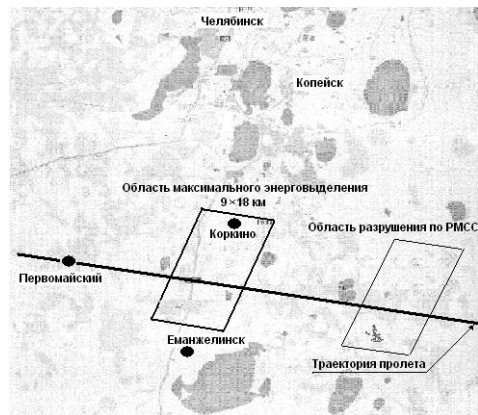 Челябинск
Копейск
Область максимального энерговыделения
9×18 км
Коркино
Область разрушения по РМСС
Первомайский
Еманжелинск
Траектория пролета